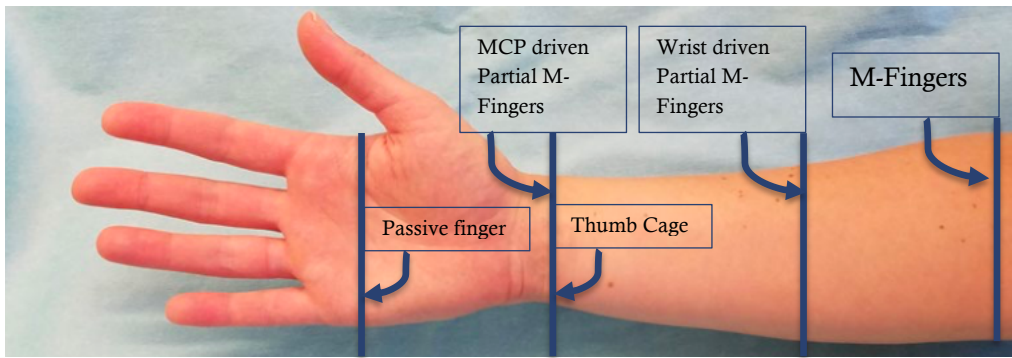 MCP driven
Partial M-
Fingers
Wrist driven
Partial M-
Fingers
M-Fingers
Passive finger
Thumb Cage